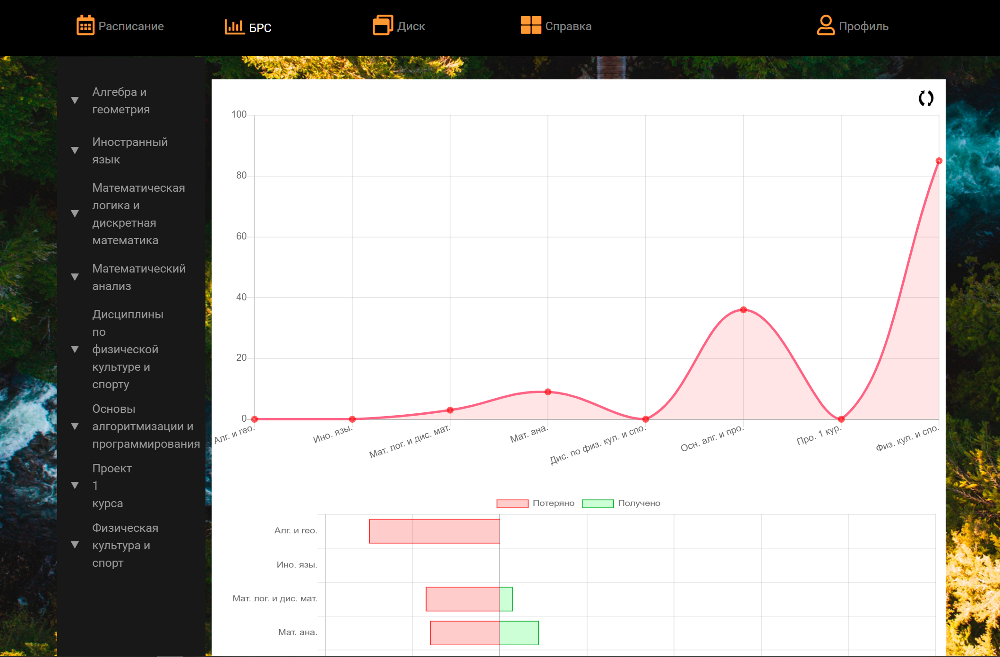 Расписание
БРС
Диск
Справка
Профиль
Алгебра и
геометрия
Иностранный
язык
Математическая
логика и
дискретная
математика
Математический
анализ
Дисциплины
по
физической
культуре и
спорту
Основы
алгоритмизации и
программирования
Проект
1
курса
Физическая
культура и
спорт
100
80
60
40
20
0
Алг. и гео.
Ино. язы.
Мат. лог. и дис. мат.
Мат. ана.
Дис. по физ. кул. и спо.
Осн. алг. и про.
Про. 1 кур.
Физ. кул. и спо.
Потеряно
Получено
Алг. и гео.
Ино. язы.
Мат. лог. и дис. мат.
Мат. ана.